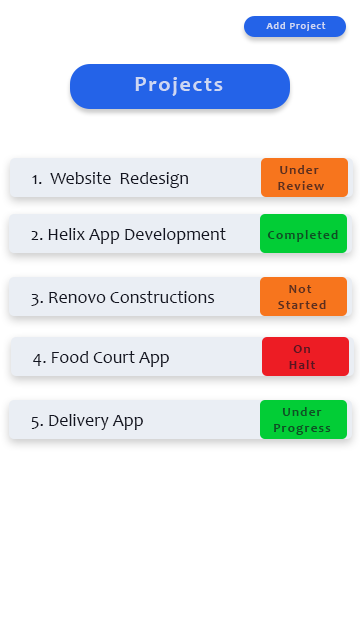 Add Project
Projects
1. Website Redesign
Under
Review
2. Helix App Development
Completed
3. Renovo Constructions
Not
Started
4. Food Court App
On
Halt
5. Delivery App
Under
Progress